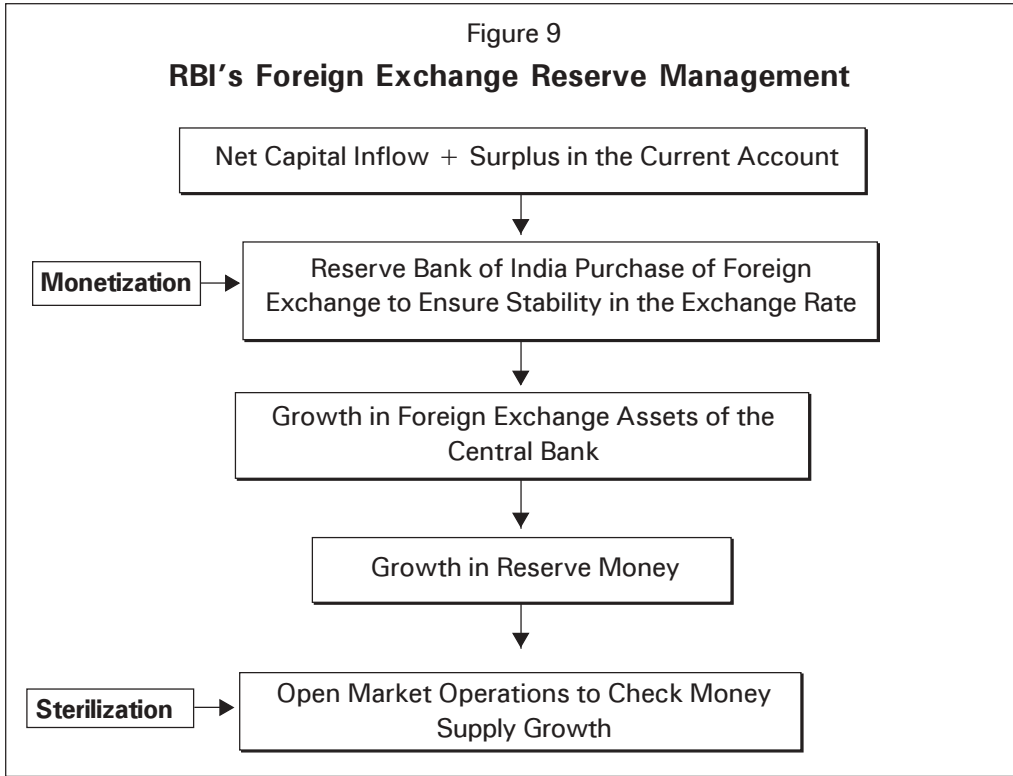 Figure 9
RBI's Foreign Exchange Reserve Management
Net Capital Inflow + Surplus in the Current Account
Monetization
Reserve Bank of India Purchase of Foreign
Exchange to Ensure Stability in the Exchange Rate
Growth in Foreign Exchange Assets of the
Central Bank
Growth in Reserve Money
Sterilization
Open Market Operations to Check Money
Supply Growth